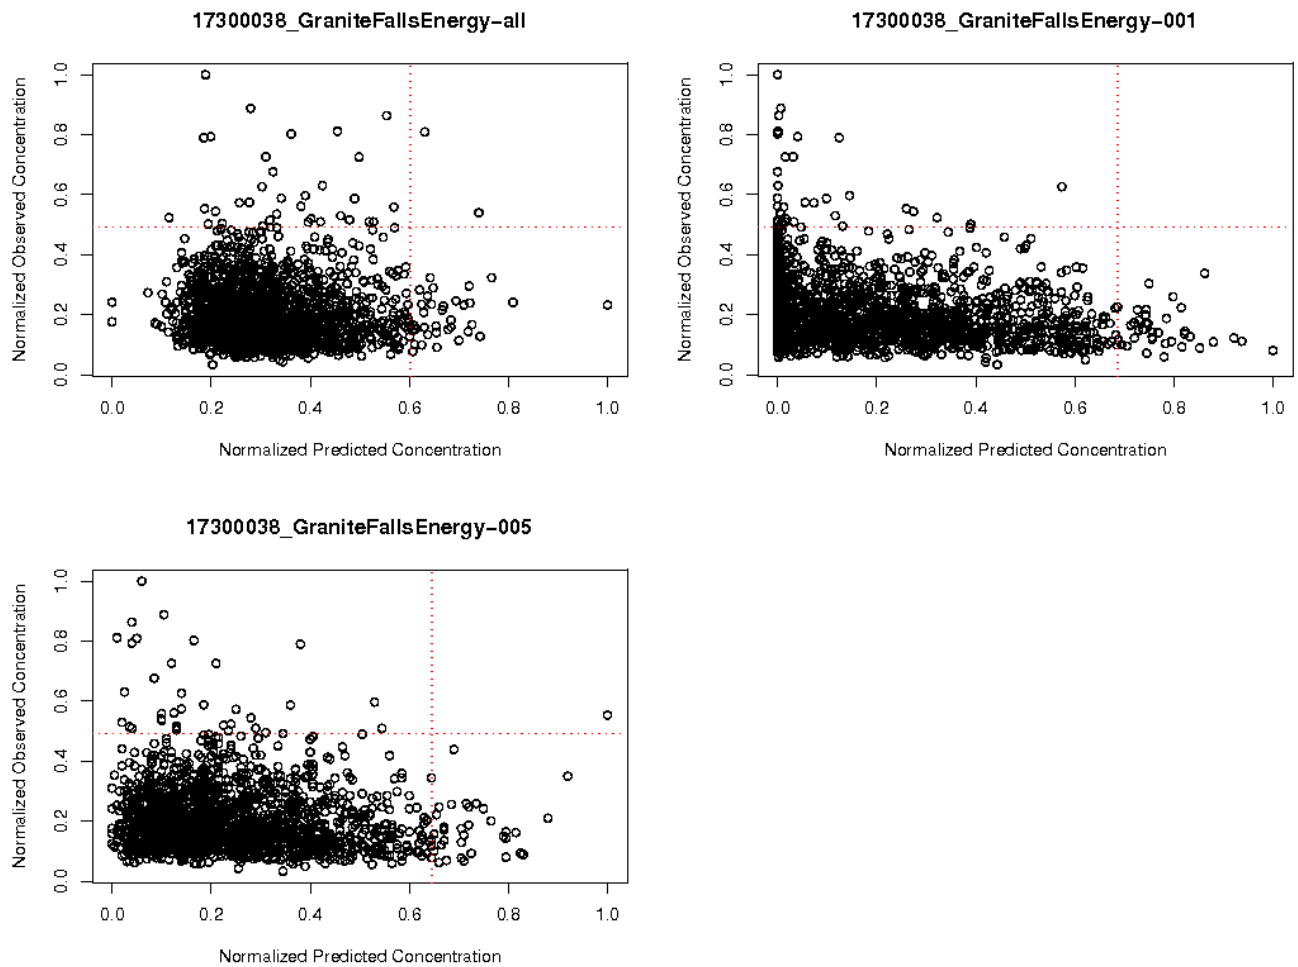 17300038_GraniteFallsEnergy-all
Normalized Observed Concentration
1.0
0.8
0.6
0.4
0.2
0.0
0.0 0.2 0.4 0.6 0.8 1.0
Normalized Predicted Concentration
17300038_GraniteFallsEnergy-001
Normalized Observed Concentration
1.0
0.8
0.6
0.4
0.2
0.0
0.0 0.2 0.4 0.6 0.8 1.0
Normalized Predicted Concentration
17300038_GraniteFallsEnergy-005
Normalized Observed Concentration
1.0
0.8
0.6
0.4
0.2
0.0
0.0 0.2 0.4 0.6 0.8 1.0
Normalized Predicted Concentration